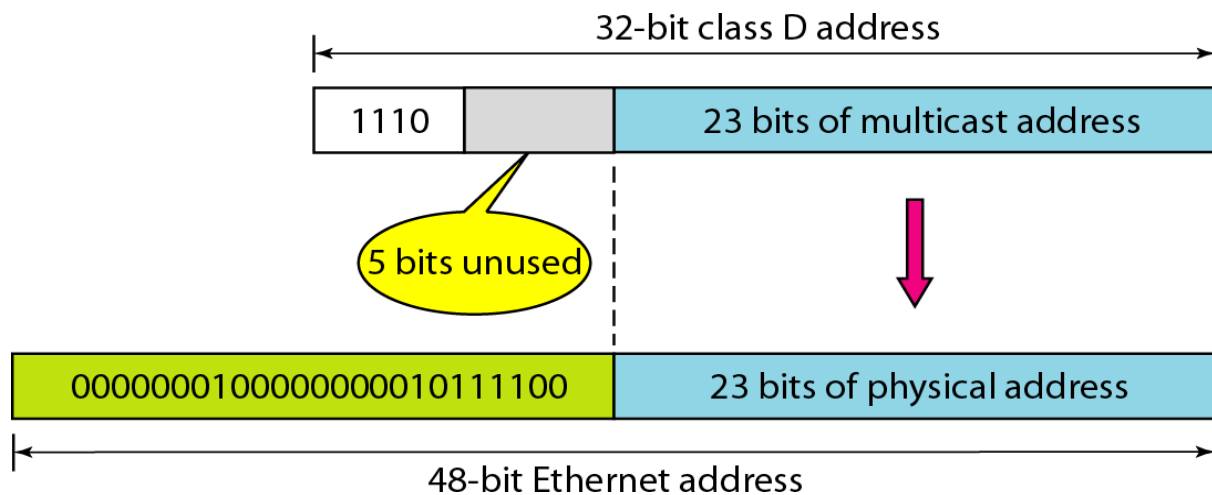 32-bit class D address
1110
23 bits of multicast address
5 bits unused
0000000100000000010111100
23 bits of physical address
48-bit Ethernet address